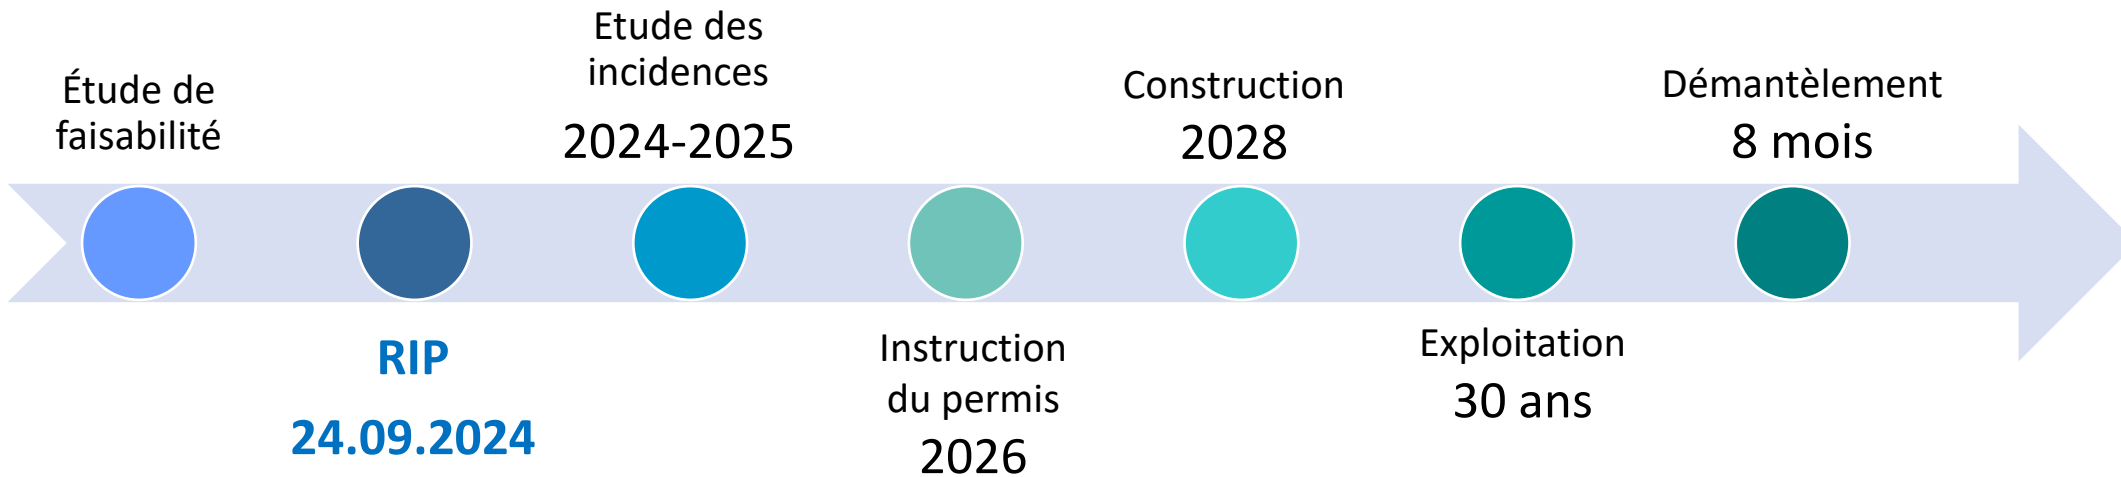 Étude de
faisabilité
RIP
24.09.2024
Etude des
incidences
2024-2025
Instruction
du permis
2026
Construction
2028
Exploitation
30 ans
Démantèlement
8 mois